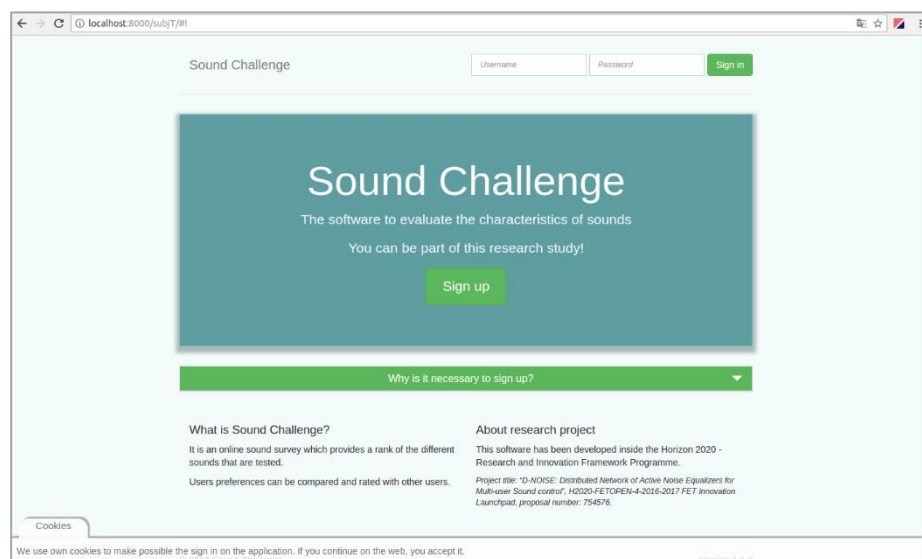 localhost:8000/subjT/#!
Sound Challenge
Username
Password
Sign in
Sound Challenge
The software to evaluate the characteristics of sounds
You can be part of this research study!
Sign up
Why is it necessary to sign up?
What is Sound Challenge?
It is an online sound survey which provides a rank of the different
sounds that are tested.
Users preferences can be compared and rated with other users.
About research project
This software has been developed inside the Horizon 2020 -
Research and Innovation Framework Programme.
Project title: "D-NOISE: Distributed Network of Active Noise Equalizers for
Multi-user Sound control", H2020-FETOPEN-4-2016-2017 FET Innovation
Launchpad, proposal number: 754576.
Cookies
We use own cookies to make possible the sign in on the application. If you continue on the web, you accept it.